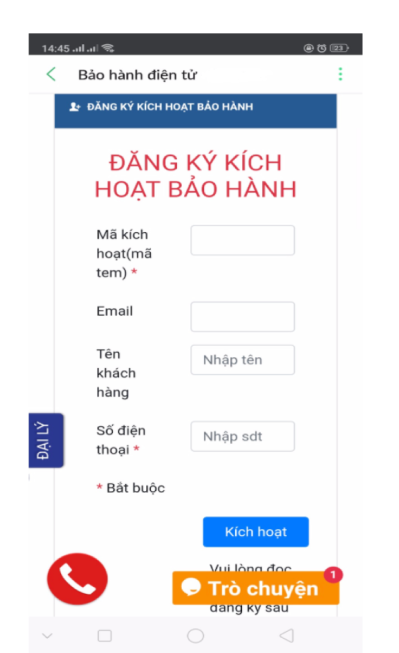 14:45
Bảo hành điện tử
ĐĂNG KÝ KÍCH HOẠT BẢO HÀNH
ĐĂNG KÝ KÍCH
HOẠT BẢO HÀNH
Mã kích
hoạt(mã
tem) *
Email
Tên
khách
hàng
Nhập tên
ĐẠI LÝ
Số điện
thoại *
Nhập sdt
* Bắt buộc
Kích hoạt
Vui lòng đọc
1
Trò chuyện
đăng ký sau